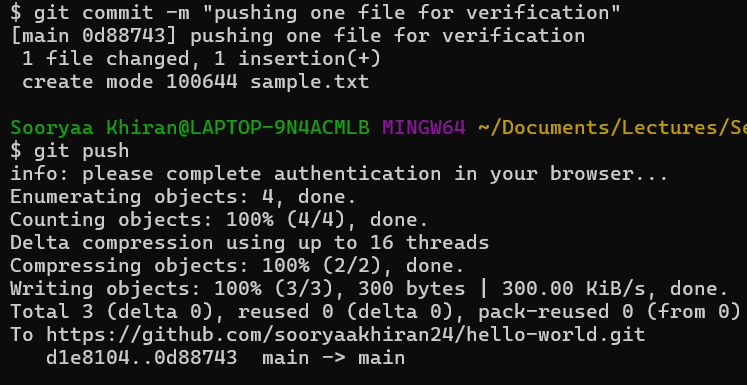 $ git commit -m "pushing one file for verification"
[main 0d88743] pushing one file for verification
 1 file changed, 1 insertion(+)
 create mode 100644 sample.txt
Sooryaa Khiran@LAPTOP-9N4ACMLB MINGW64 ~/Documents/Lectures/Se
$ git push
info: please complete authentication in your browser...
Enumerating objects: 4, done.
Counting objects: 100% (4/4), done.
Delta compression using up to 16 threads
Compressing objects: 100% (2/2), done.
Writing objects: 100% (3/3), 300 bytes | 300.00 KiB/s, done.
Total 3 (delta 0), reused 0 (delta 0), pack-reused 0 (from 0)
To https://github.com/sooryaakhiran24/hello-world.git
   d1e8104..0d88743  main -> main